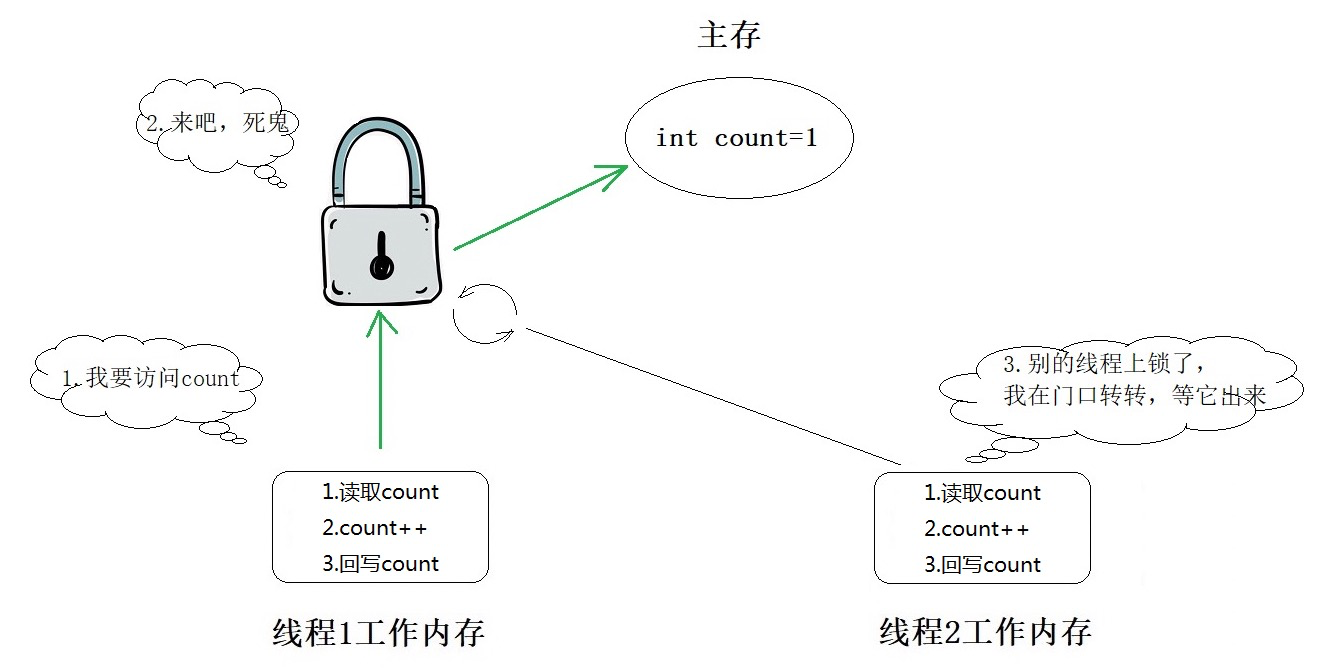 主存
int count=1
2.来吧，死鬼
1.我要访问count
3.别的线程上锁了，
我在门口转转，等它出来
1.读取count
2.count++
3.回写count
线程1工作内存
1.读取count
2.count++
3.回写count
线程2工作内存